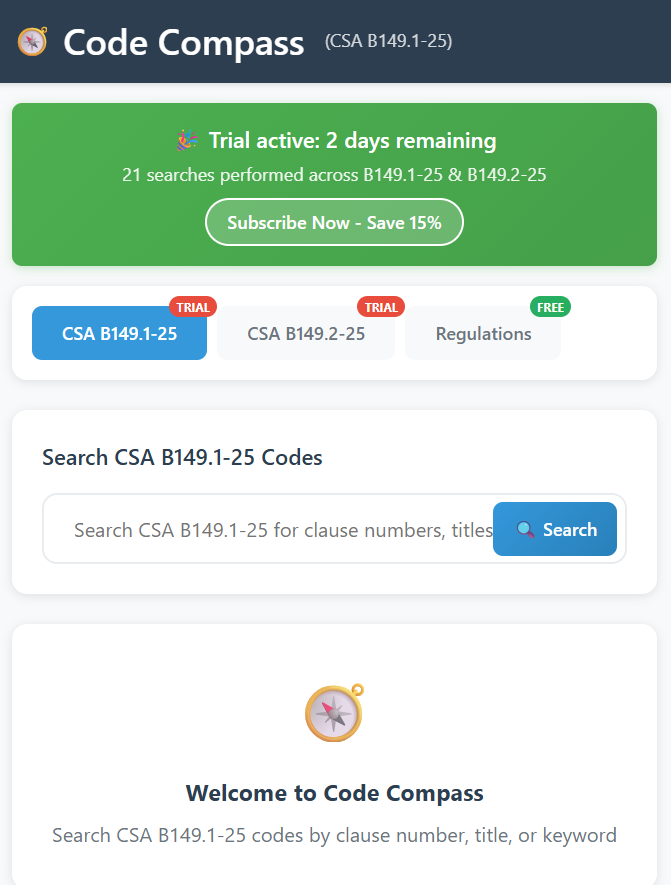 Code Compass (CSA B149.1-25)
Trial active: 2 days remaining
21 searches performed across B149.1-25 & B149.2-25
Subscribe Now - Save 15%
TRIAL TRIAL FREE
CSA B149.1-25 CSA B149.2-25 Regulations
Search CSA B149.1-25 Codes
Search CSA B149.1-25 for clause numbers, titles Search
Welcome to Code Compass
Search CSA B149.1-25 codes by clause number, title, or keyword